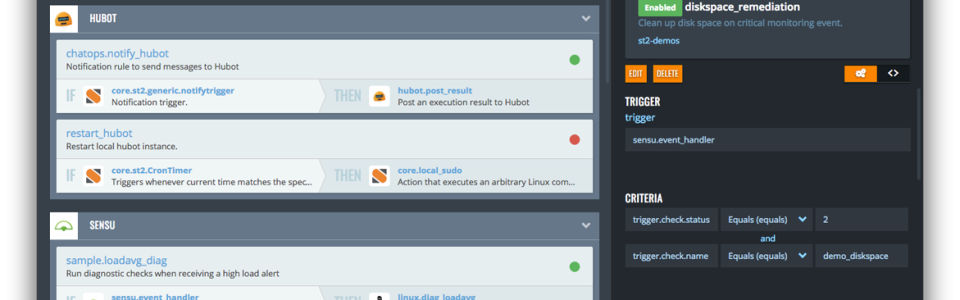 HUBOT
chatops.notify_hubot
Notification rule to send messages to Hubot
IF core.st2.generic.notifytrigger THEN hubot.post_result
Notification trigger. Post an execution result to Hubot
restart_hubot
Restart local hubot instance.
IF core.st2.CronTimer THEN core.local_sudo
Triggers whenever current time matches the spec... Action that executes an arbitrary Linux com...
SENSU
sample.loadavg_diag
Run diagnostic checks when receiving a high load alert
IF sensu.event_handler linux.diag_loadavg
Enabled diskspace_remediation
Clean up disk space on critical monitoring event.
st2-demos
EDIT DELETE <>
TRIGGER
trigger
sensu.event_handler
CRITERIA
trigger.check.status Equals (equals) 2
and
trigger.check.name Equals (equals) demo_diskspace